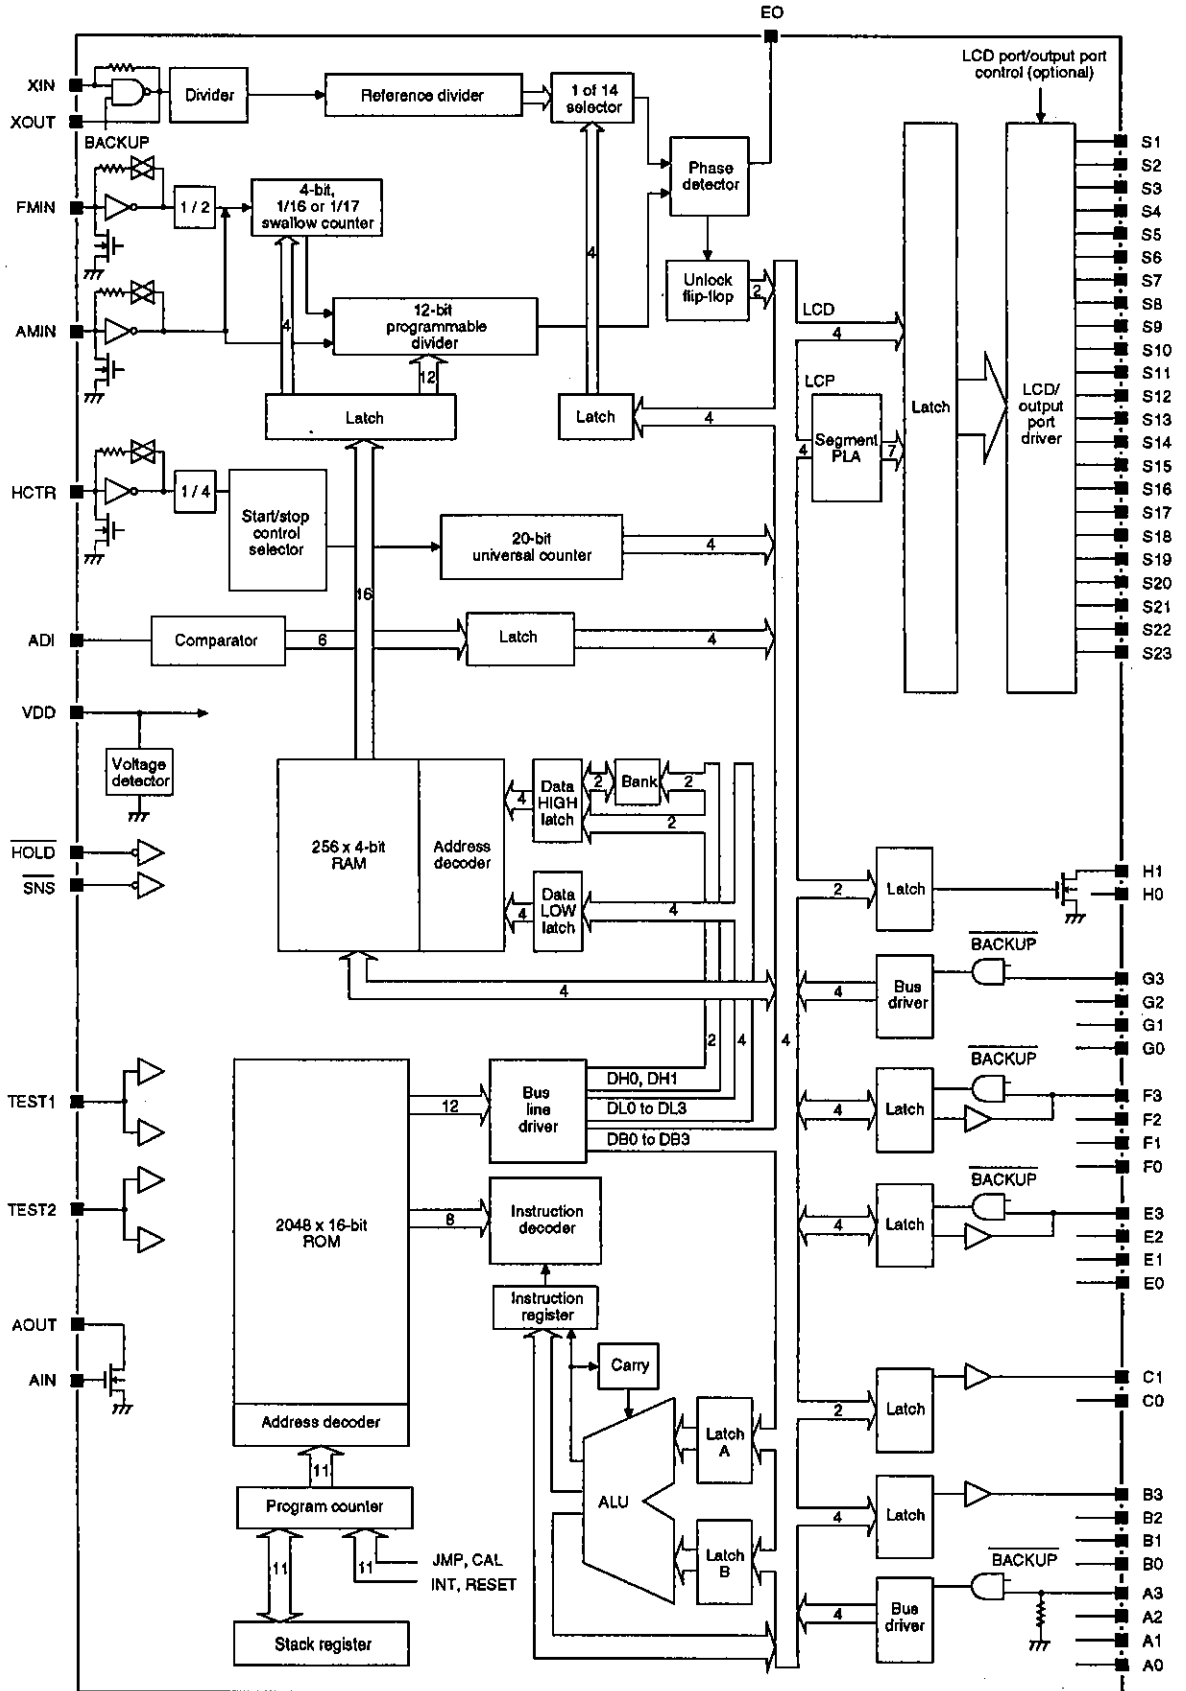 EO
LCD port/output port
control (optional)
XIN
XOUT
BACKUP
Divider
Reference divider
1 of 14
selector
Phase
detector
FMIN
1 / 2
4-bit,
1/16 or 1/17
swallow counter
4
4
Unlock
flip-flop
2
AMIN
12-bit
programmable
divider
12
Latch
Latch
4
LCD
4
LCP
Segment
PLA
4
7
Latch
LCD/
output
port
driver
S1
S2
S3
S4
S5
S6
S7
S8
S9
S10
S11
S12
S13
S14
S15
S16
S17
S18
S19
S20
S21
S22
S23
HCTR
1 / 4
Start/stop
control
selector
20-bit
universal counter
4
16
ADI
Comparator
6
Latch
4
VDD
Voltage
detector
HOLD
SNS
256 x 4-bit
RAM
Address
decoder
4
Data
HIGH
latch
2
Bank
2
2
4
Data
LOW
latch
4
4
2
4
4
2
Latch
H1
H0
BACKUP
4
Bus
driver
G3
G2
G1
G0
BACKUP
4
Latch
F3
F2
F1
F0
BACKUP
4
Latch
E3
E2
E1
E0
TEST1
TEST2
AOUT
AIN
2048 x 16-bit
ROM
Address decoder
12
Bus
line
driver
DH0, DH1
DL0 to DL3
DB0 to DB3
8
Instruction
decoder
Instruction
register
Carry
ALU
Latch
A
Latch
B
11
Program counter
11
11
JMP, CAL
INT, RESET
Stack register
2
Latch
C1
C0
4
Latch
B3
B2
B1
B0
BACKUP
4
Bus
driver
A3
A2
A1
A0